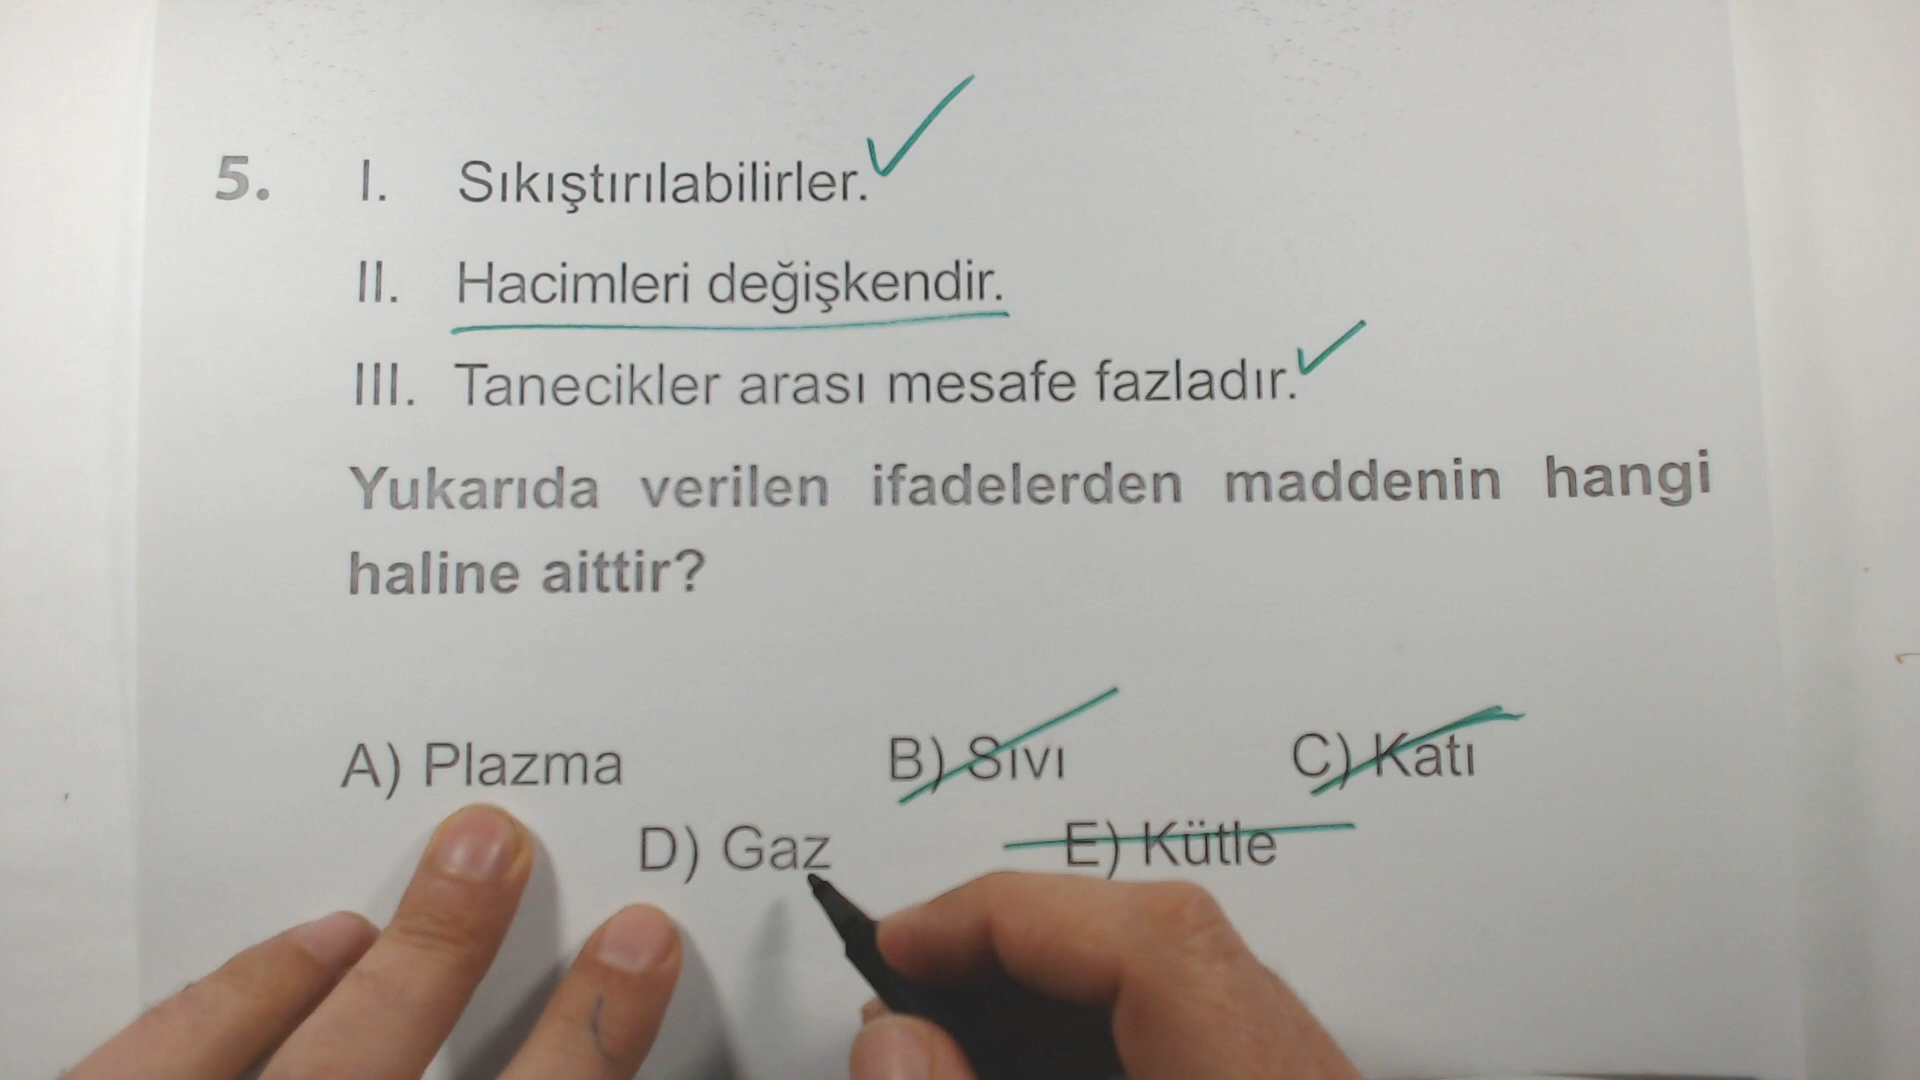 5. I. Sıkıştırılabilirler.
II. Hacimleri değişkendir.
III. Tanecikler arası mesafe fazladır.
Yukarıda verilen ifadelerden maddenin hangi
haline aittir?
A) Plazma B) Sıvı C) Katı
D) Gaz E) Kütle